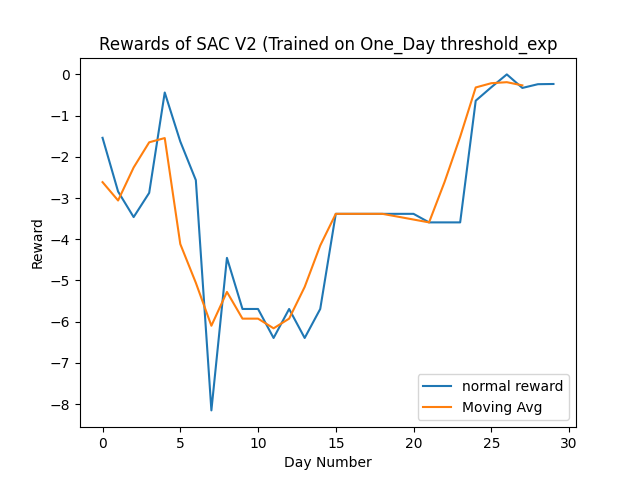 Rewards of SAC V2 (Trained on One_Day threshold_exp
0
−1
−2
−3
−4
−5
−6
−7
−8
Reward
0 5 10 15 20 25 30
Day Number
normal reward
Moving Avg